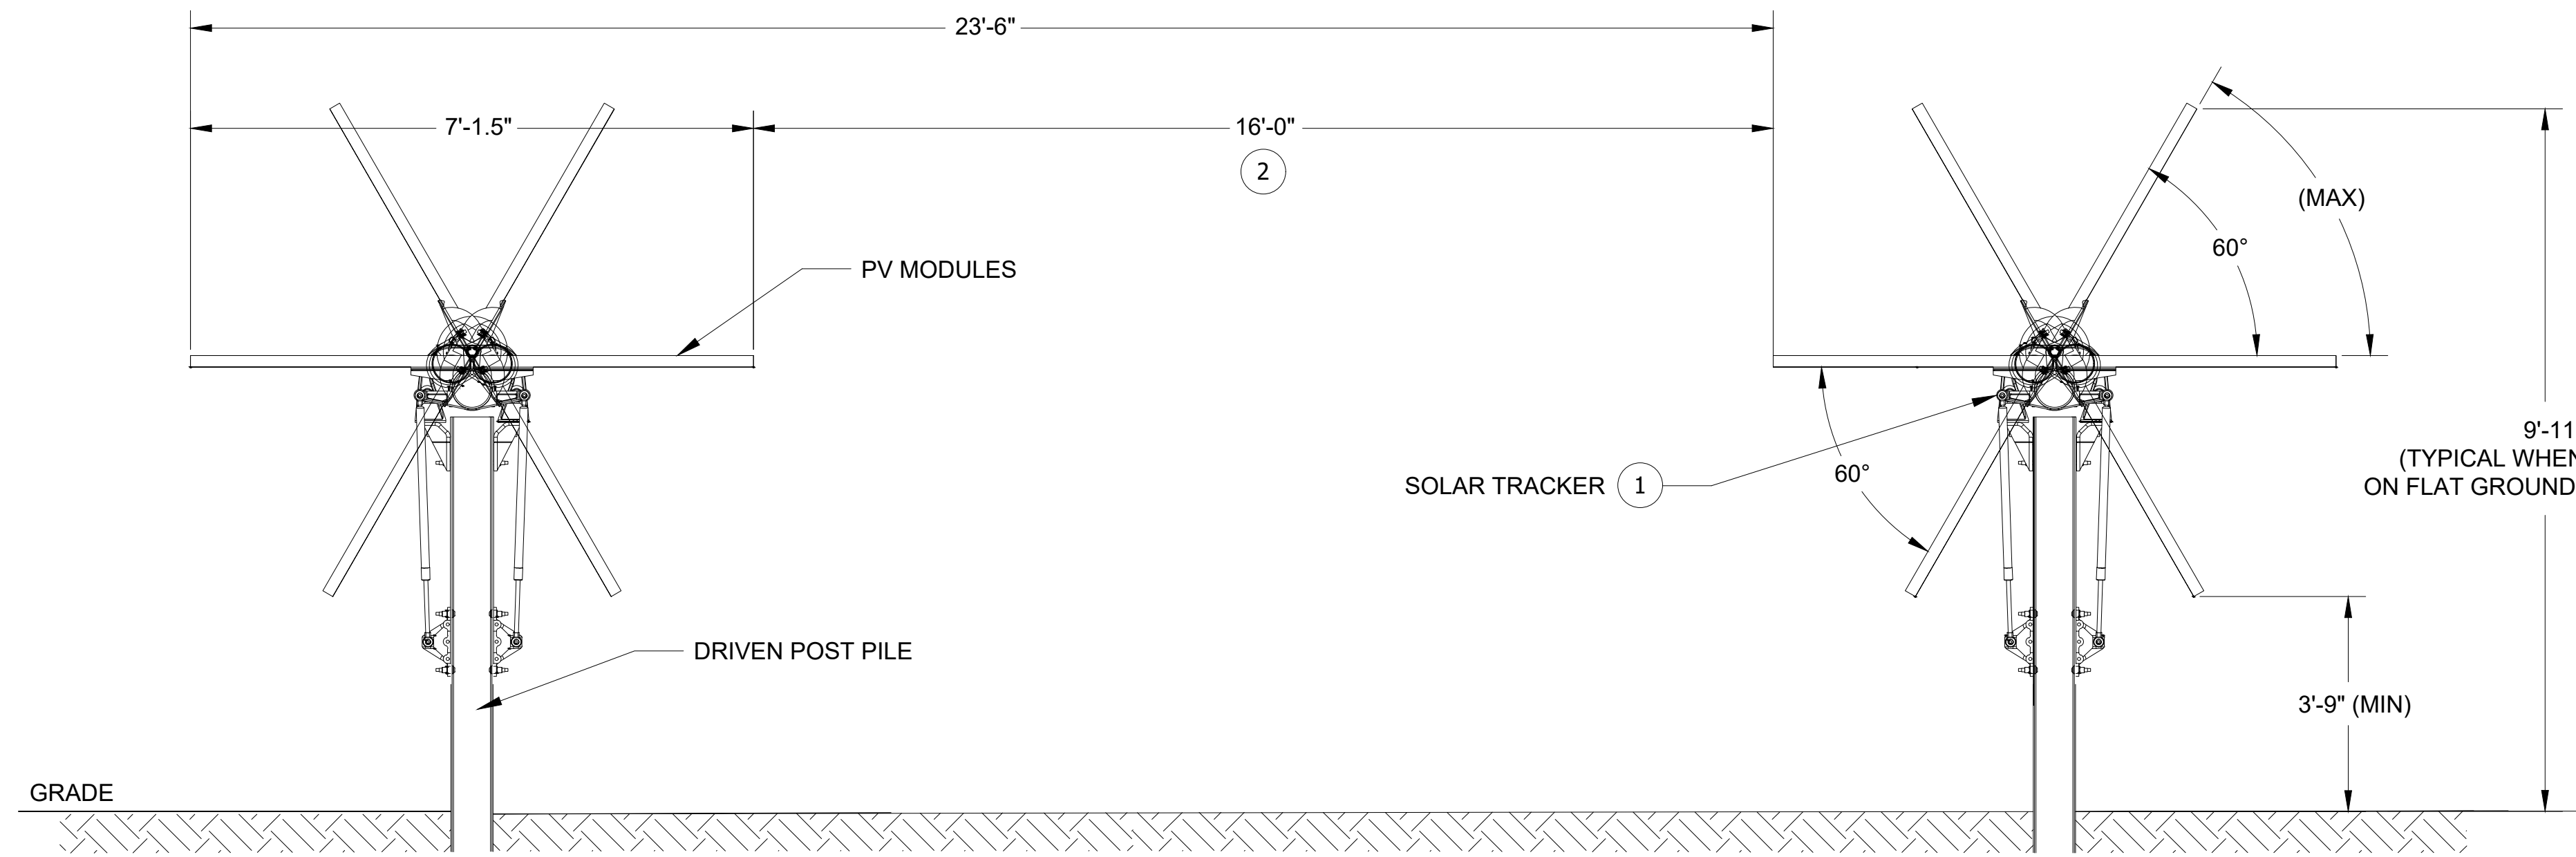 23'-6"
7'-1.5"
16'-0"
2
(MAX)
60°
PV MODULES
9'-11
(TYPICAL WHEN
ON FLAT GROUND
60°
SOLAR TRACKER 1
DRIVEN POST PILE
3'-9" (MIN)
GRADE